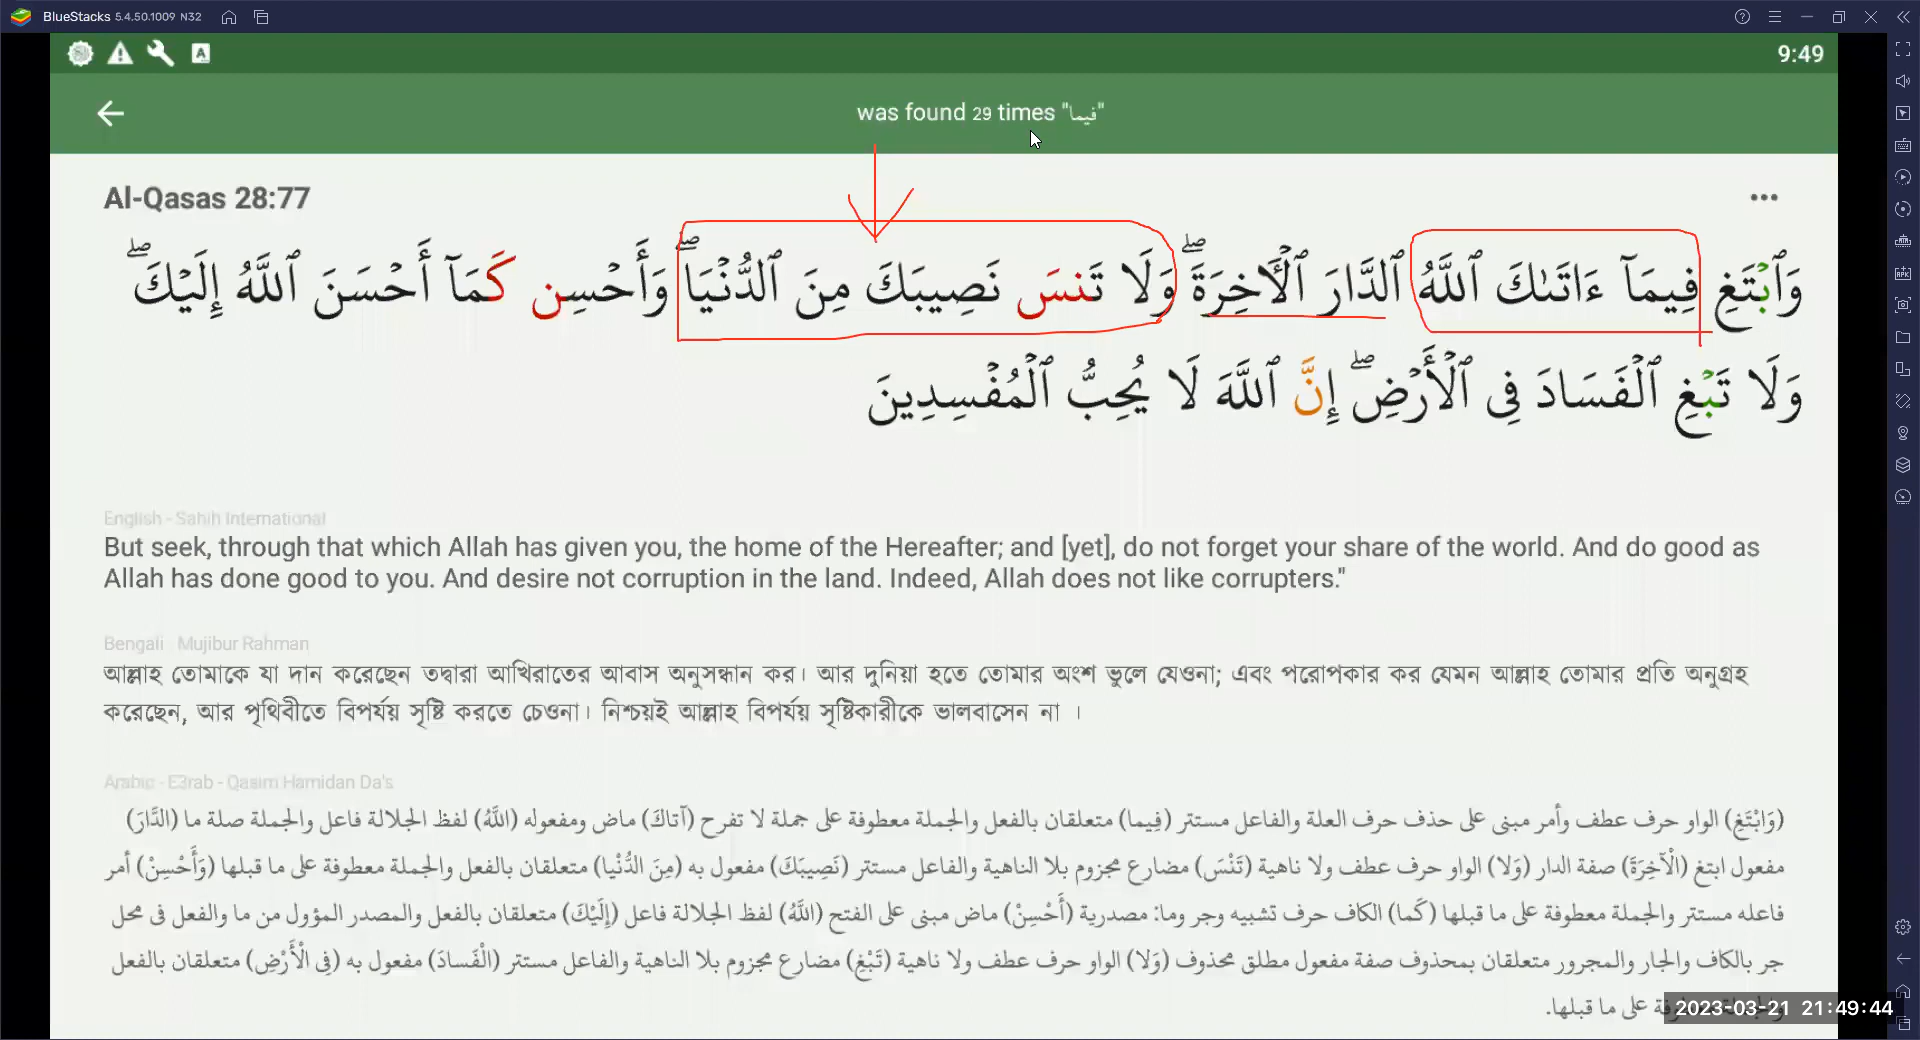 BlueStacks 5.4.50.1009 N32
9:49
was found 29 times "فيما"
Al-Qasas 28:77
وَٱبۡتَغِ فِيمَآ ءَاتَىٰكَ ٱللَّهُ ٱلدَّارَ ٱلۡأٓخِرَةَۖ وَلَا تَنسَ نَصِيبَكَ مِنَ ٱلدُّنۡيَاۖ وَأَحۡسِن كَمَآ أَحۡسَنَ ٱللَّهُ إِلَيۡكَۖ
وَلَا تَبۡغِ ٱلۡفَسَادَ فِى ٱلۡأَرۡضِۖ إِنَّ ٱللَّهَ لَا يُحِبُّ ٱلۡمُفۡسِدِينَ
English - Sahih International
But seek, through that which Allah has given you, the home of the Hereafter; and [yet], do not forget your share of the world. And do good as
Allah has done good to you. And desire not corruption in the land. Indeed, Allah does not like corrupters."
Bengali Mujibur Rahman
আল্লাহ তোমাকে যা দান করেছেন তদ্বারা আখিরাতের আবাস অনুসন্ধান কর। আর দুনিয়া হতে তোমার অংশ ভুলে যেওনা; এবং পরোপকার কর যেমন আল্লাহ তোমার প্রতি অনুগ্রহ
করেছেন, আর পৃথিবীতে বিপর্যয় সৃষ্টি করতে চেওনা। নিশ্চয়ই আল্লাহ বিপর্যয় সৃষ্টিকারীকে ভালবাসেন না ।
Arabic - E3rab - Qasim Hamidan Da's
(وَابْتَغِ) الواو حرف عطف وأمر مبنى على حذف حرف العلة والفاعل مستتر (فِيما) متعلقان بالفعل والجملة معطوفة على جملة لا تفرح (آتاكَ) ماض ومفعوله (اللَّهُ) لفظ الجلالة فاعل والجملة صلة ما (الدَّارَ)
مفعول ابتغ (الْآخِرَةَ) صفة الدار (وَلا) الواو حرف عطف ولا ناهية (تَنْسَ) مضارع مجزوم بلا الناهية والفاعل مستتر (نَصِيبَكَ) مفعول به (مِنَ الدُّنْيا) متعلقان بالفعل والجملة معطوفة على ما قبلها (وَأَحْسِنْ) أمر
فاعله مستتر والجملة معطوفة على ما قبلها (كَما) الكاف حرف تشبيه وجر وما: مصدرية (أَحْسِنْ) ماض مبنى على الفتح (اللَّهُ) لفظ الجلالة فاعل (إِلَيْكَ) متعلقان بالفعل والمصدر المؤول من ما والفعل فى محل
جر بالكاف والجار والمجرور متعلقان بمحذوف صفة مفعول مطلق محذوف (وَلا) الواو حرف عطف ولا ناهية (تَبْغِ) مضارع مجزوم بلا الناهية والفاعل مستتر (الْفَسادَ) مفعول به (فِى الْأَرْضِ) متعلقان بالفعل
على ما قبلها.
2023-03-21 21:49:44